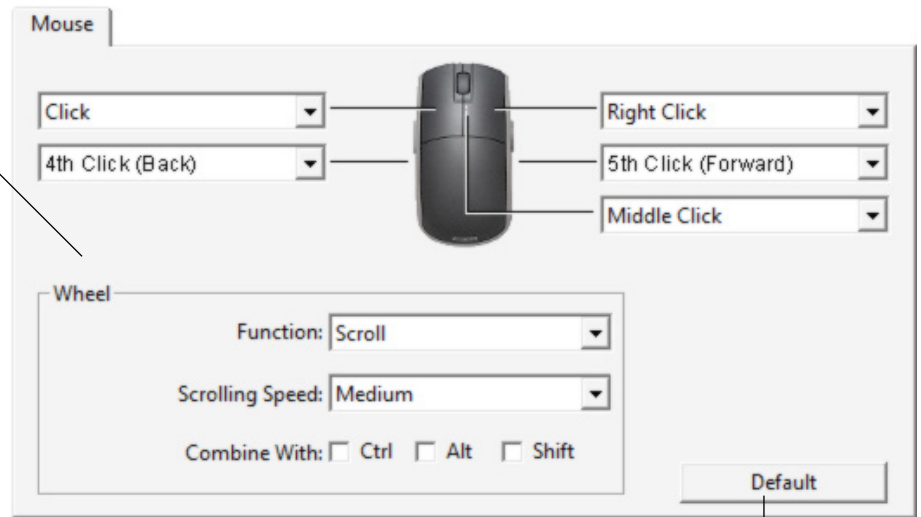 Mouse
Click
Right Click
4th Click (Back)
5th Click (Forward)
Middle Click
Wheel
Function: Scroll
Scrolling Speed: Medium
Combine With: Ctrl Alt Shift
Default